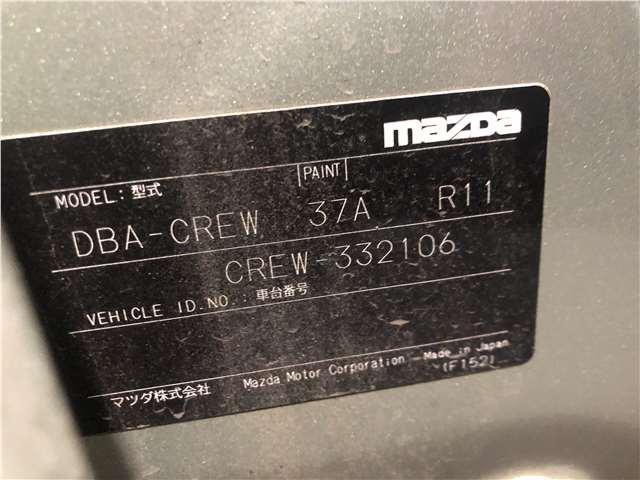 mazda
MODEL: 型式 PAINT
DBA-CREW 37A R11
CREW-332106
VEHICLE ID.NO.: 車台番号
マツダ株式会社 Mazda Motor Corporation Made in Japan
(F152)